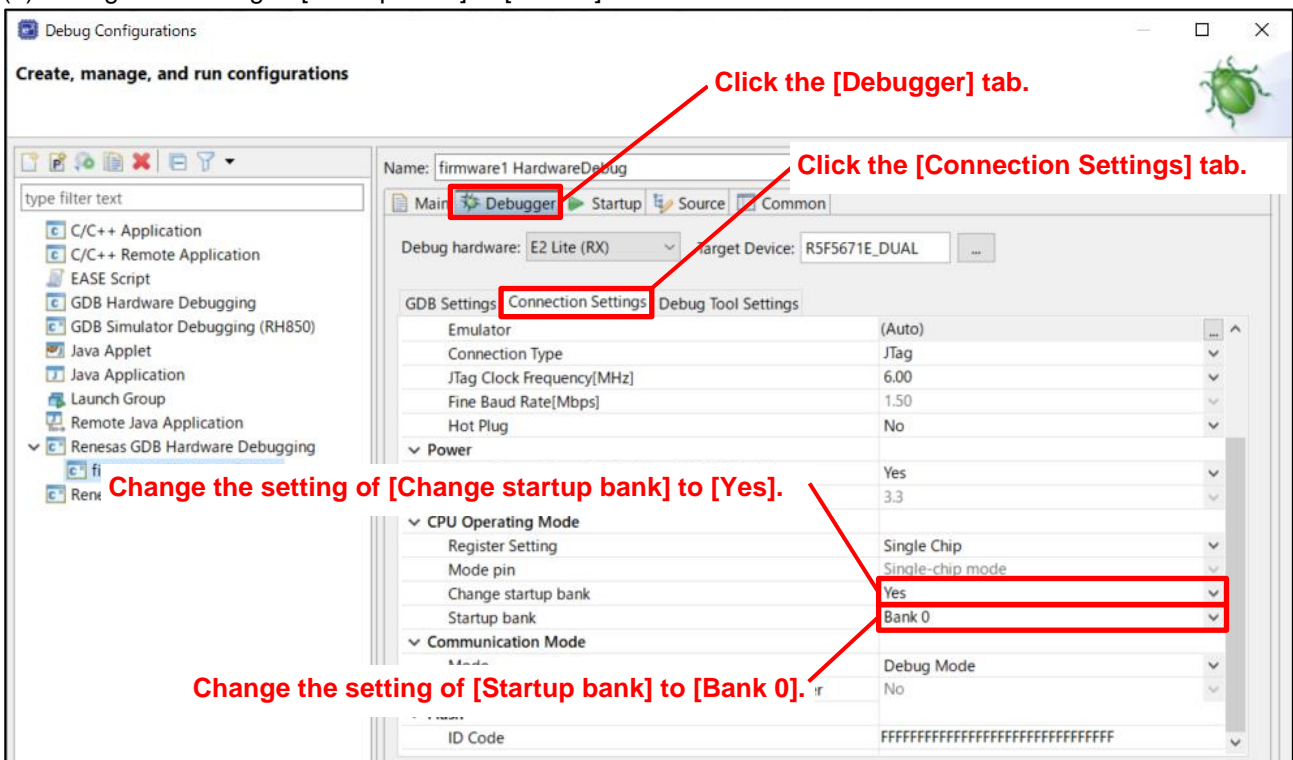 Debug Configurations
Create, manage, and run configurations
Click the [Debugger] tab.
Name: firmware1 HardwareDebug
Click the [Connection Settings] tab.
type filter text
Main Debugger Startup Source Common
C/C++ Application
C/C++ Remote Application
EASE Script
GDB Hardware Debugging
GDB Simulator Debugging (RH850)
Java Applet
Java Application
Launch Group
Remote Java Application
Renesas GDB Hardware Debugging
fi
Rene
Debug hardware: E2 Lite (RX) Target Device: R5F5671E_DUAL ...
GDB Settings Connection Settings Debug Tool Settings
Emulator (Auto) ...
Connection Type JTag
JTag Clock Frequency[MHz] 6.00
Fine Baud Rate[Mbps] 1.50
Hot Plug No
Power
Yes
Change the setting of [Change startup bank] to [Yes].
3.3
CPU Operating Mode
Register Setting Single Chip
Mode pin Single-chip mode
Change startup bank Yes
Startup bank Bank 0
Communication Mode
Mode Debug Mode
Change the setting of [Startup bank] to [Bank 0].
er No
ID Code FFFFFFFFFFFFFFFFFFFFFFFFFFFFFFFF